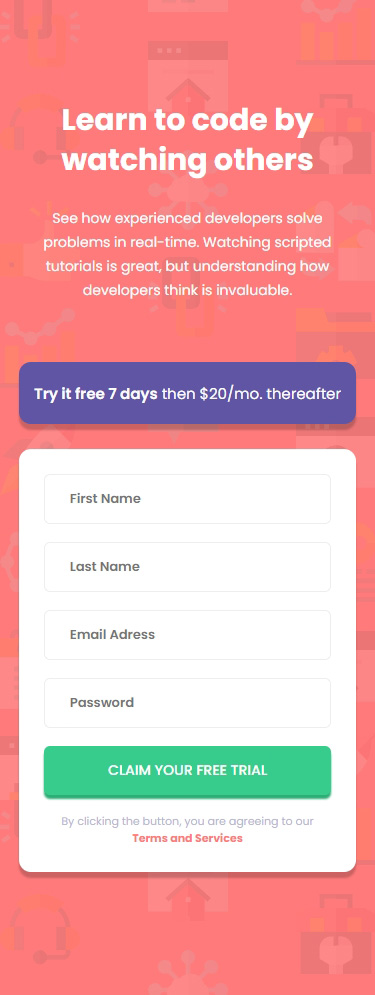 Learn to code by
watching others
See how experienced developers solve
problems in real-time. Watching scripted
tutorials is great, but understanding how
developers think is invaluable.
Try it free 7 days then $20/mo. thereafter
First Name
Last Name
Email Adress
Password
CLAIM YOUR FREE TRIAL
By clicking the button, you are agreeing to our
Terms and Services